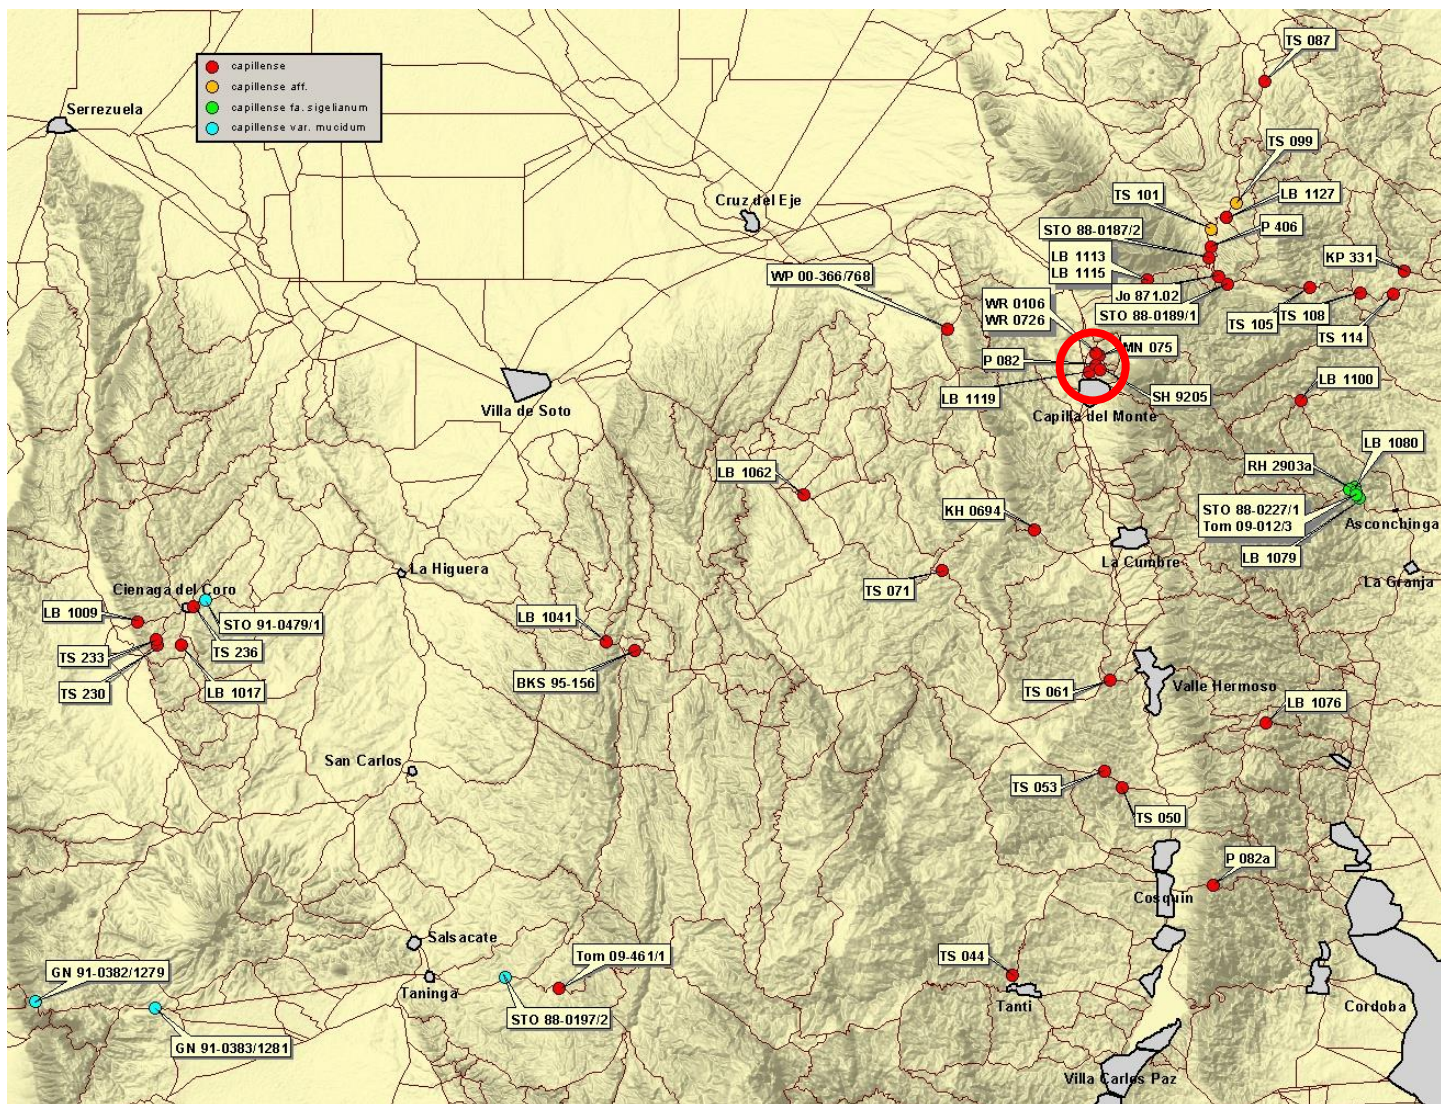 capillense
capillense aff.
capillense fa. sigelianum
capillense var. mucidum
Serrezuela
TS 087
TS 099
TS 101
LB 1127
Cruz del Eje
STO 88-0187/2
P 406
LB 1113
LB 1115
KP 331
WP 00-366/768
Jo 871.02
WR 0106
WR 0726
STO 88-0189/1
TS 105
TS 108
TS 114
MN 075
P 082
LB 1119
SH 9205
LB 1100
Villa de Soto
Capilla del Monte
LB 1080
RH 2903a
LB 1062
STO 88-0227/1
Tom 09-012/3
KH 0694
Asconchinga
LB 1079
La Cumbre
La Granja
La Higuera
TS 071
Cienaga del Coro
LB 1009
STO 91-0479/1
LB 1041
TS 233
TS 236
TS 230
LB 1017
BKS 95-156
TS 061
Valle Hermoso
LB 1076
San Carlos
TS 053
TS 050
P 082a
Cosquin
Salsacate
Tom 09-461/1
TS 044
GN 91-0382/1279
Taninga
Tanti
Cordoba
STO 88-0197/2
GN 91-0383/1281
Villa Carlos Paz